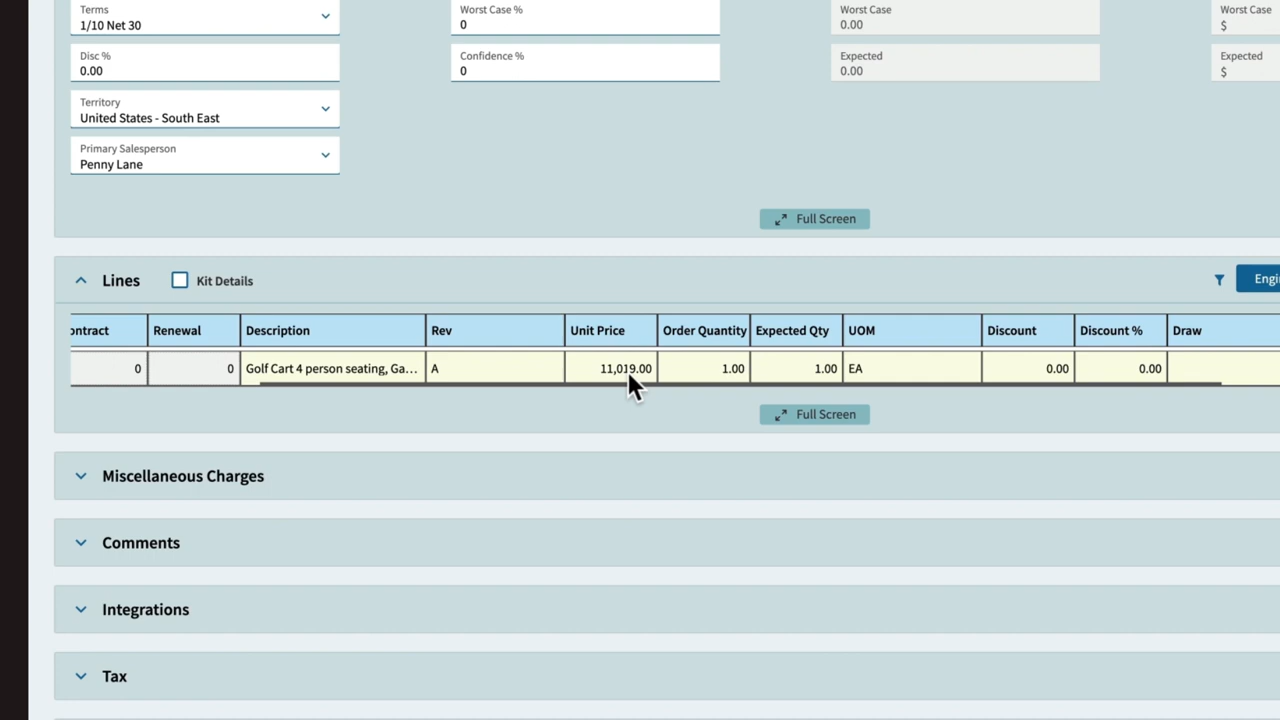 Terms
1/10 Net 30
Worst Case %
0
Worst Case
0.00
Worst Case
$
Disc %
0.00
Confidence %
0
Expected
0.00
Expected
$
Territory
United States - South East
Primary Salesperson
Penny Lane
Full Screen
Lines Kit Details Engi
ontract Renewal Description Rev Unit Price Order Quantity Expected Qty UOM Discount Discount % Draw
0 0 Golf Cart 4 person seating, Ga... A 11,019.00 1.00 1.00 EA 0.00 0.00
Full Screen
Miscellaneous Charges
Comments
Integrations
Tax